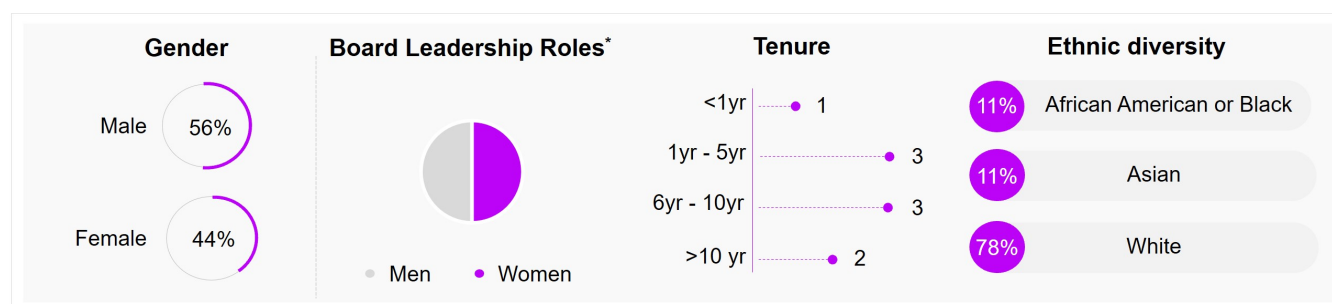 Gender
Male 56%
Female 44%
Board Leadership Roles*
Men Women
Tenure
<1yr 1
1yr - 5yr 3
6yr - 10yr 3
>10 yr 2
Ethnic diversity
11% African American or Black
11% Asian
78% White